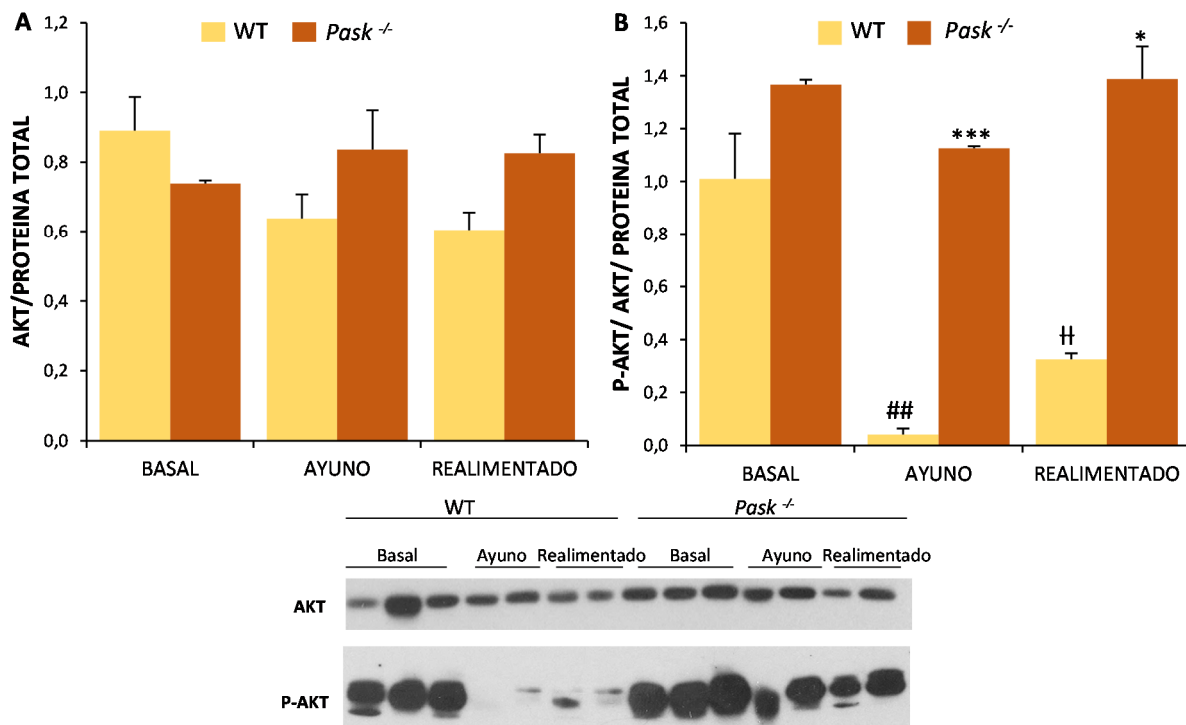 A
WT
Pask -/-
AKT/PROTEINA TOTAL
1,2
1,0
0,8
0,6
0,4
0,2
0,0
BASAL
AYUNO
REALIMENTADO
B
WT
Pask -/-
P-AKT/ AKT/ PROTEINA TOTAL
1,6
1,4
1,2
1,0
0,8
0,6
0,4
0,2
0,0
##
***
ƗƗ
*
BASAL
AYUNO
REALIMENTADO
WT
Pask -/-
Basal
Ayuno
Realimentado
Basal
Ayuno
Realimentado
AKT
P-AKT